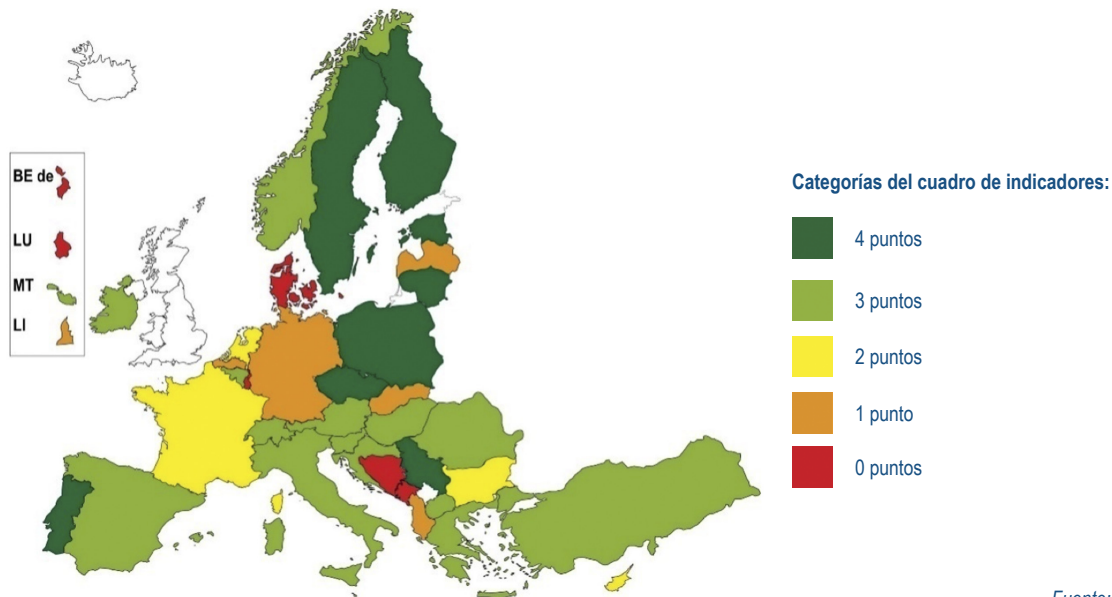 BE de
LU
MT
LI
Categorías del cuadro de indicadores:
4 puntos
3 puntos
2 puntos
1 punto
0 puntos
Fuente: